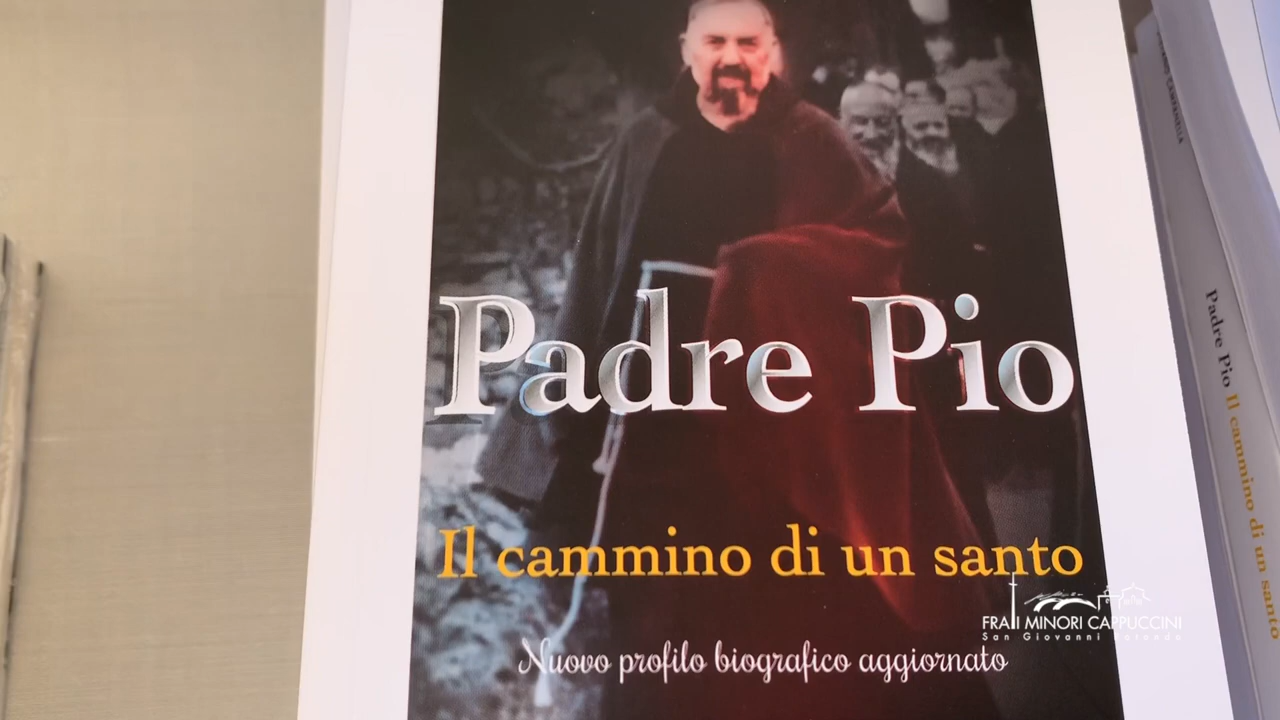 Padre Pio
Il cammino di un santo
Nuovo profilo biografico aggiornato
FRATI MINORI CAPPUCCINI
San Giovanni Rotondo
Padre Pio Il cammino di un santo